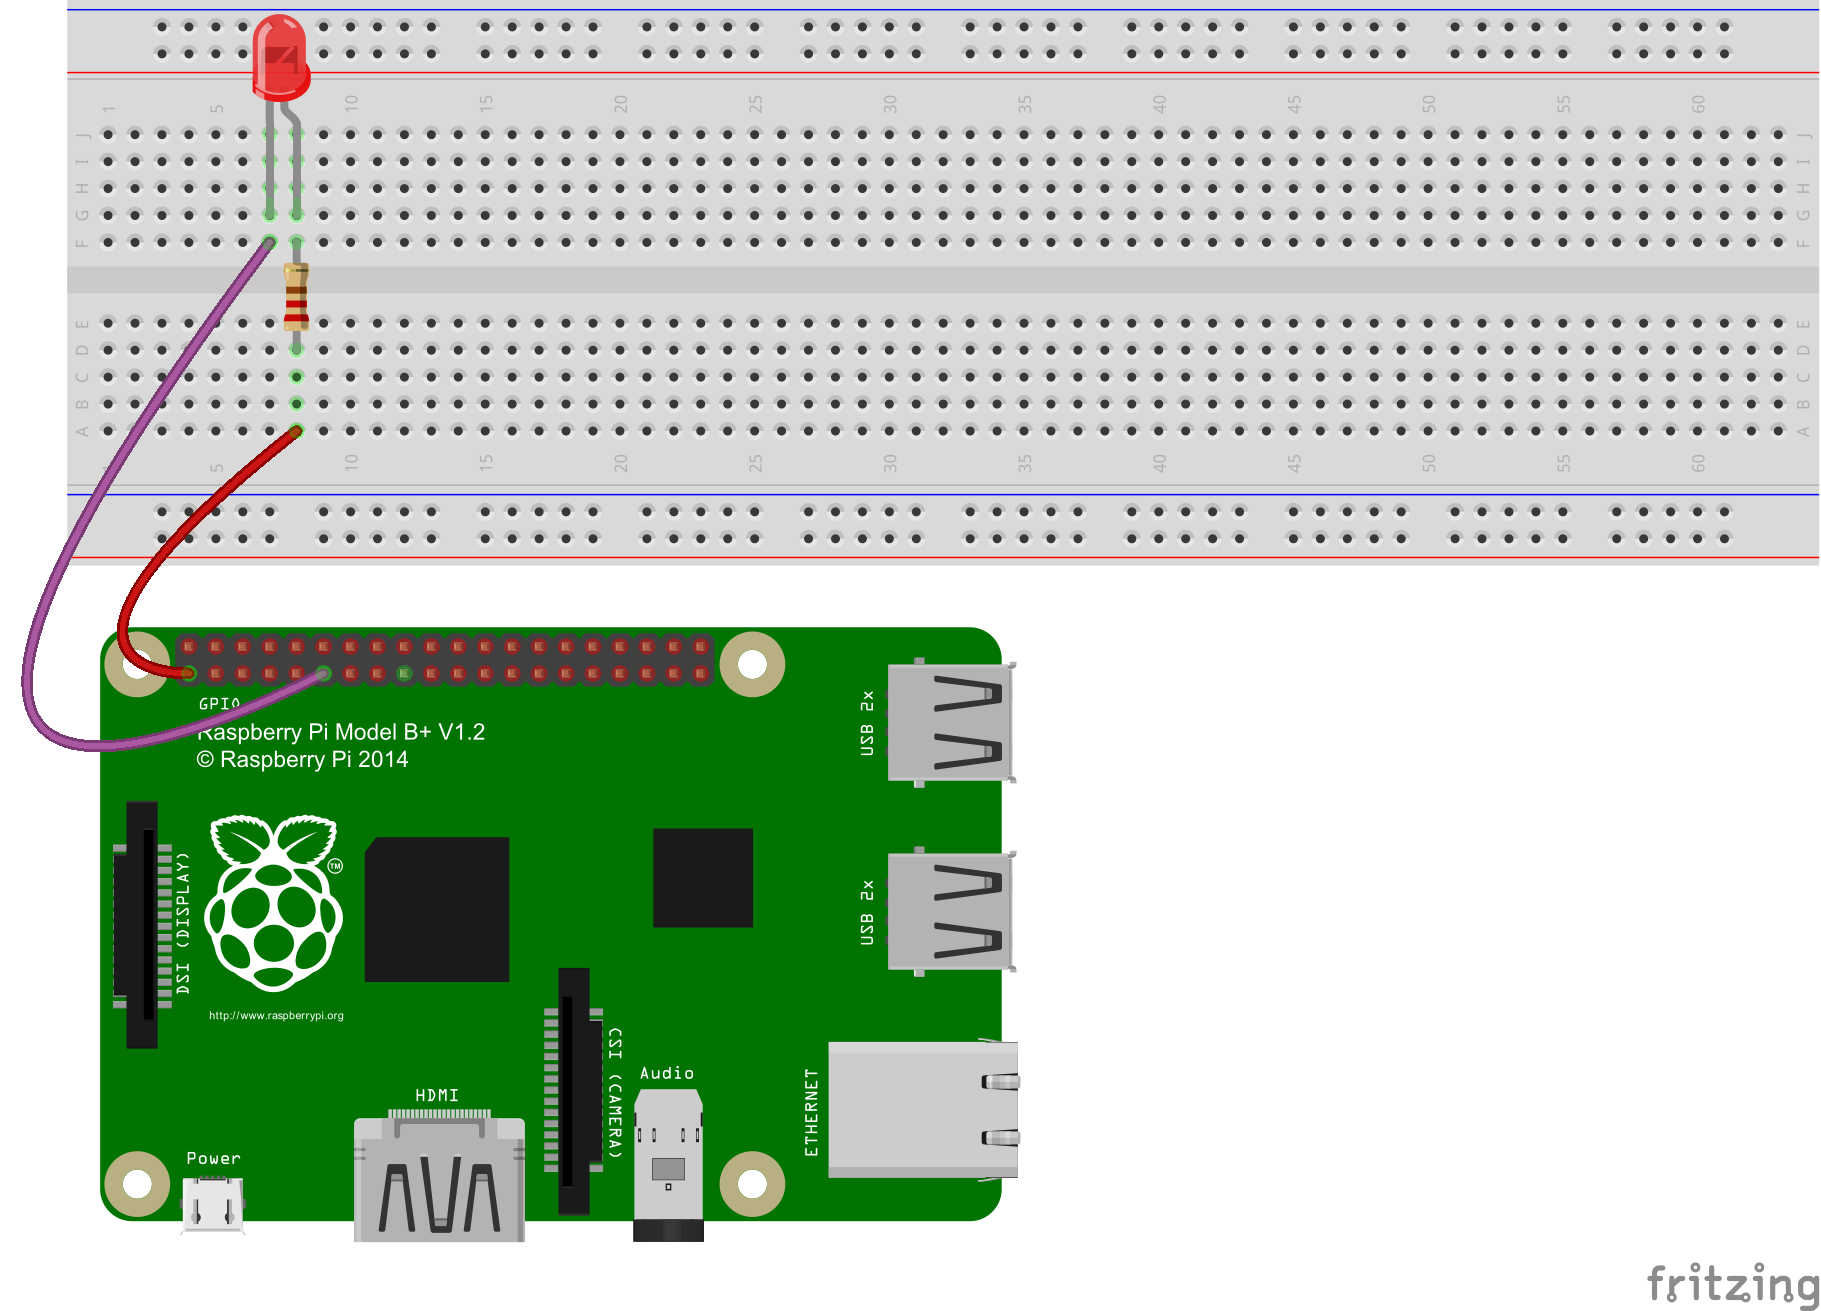 1 5 10 15 20 25 30 35 40 45 50 55 60
J J
I I
H H
G G
F F
E E
D D
C C
B B
A A
5 10 15 20 25 30 35 40 45 50 55 60
GPIO
Raspberry Pi Model B+ V1.2
© Raspberry Pi 2014
USB 2x
USB 2x
DSI (DISPLAY)
TM
http://www.raspberrypi.org
CSI (CAMERA)
Audio
ETHERNET
HDMI
Power
fritzing